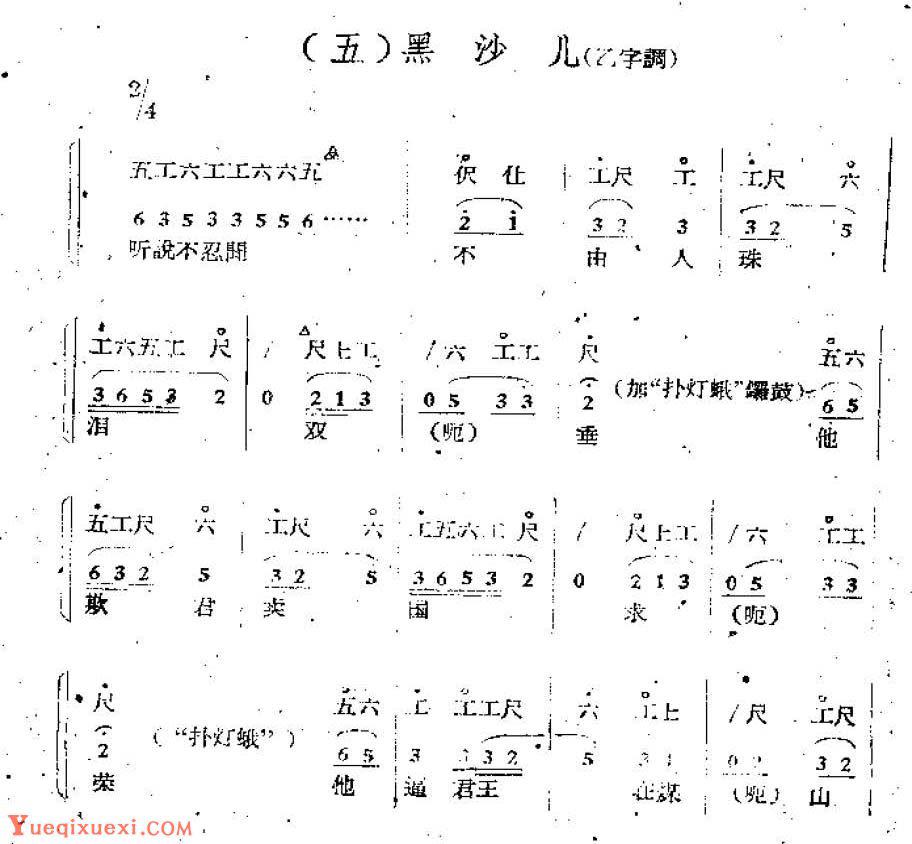 （五）黑 沙 儿（乙字調）
2/4
五工六工工六六五 伬 仩 工尺 工 工尺 六
6 3 5 3 3 5 5 6 …… 2 1 3 2 3 3 2 5
听說不忍聞 不 由 人 珠
工六五工 尺 / 尺上工 / 六 工工 尺 五六
3 6 5 3 2 0 2 1 3 0 5 3 3 2 （加“扑灯蛾”鑼鼓） 6 5
泪 双 （呃） 垂 他
五工尺 六 工尺 六 工五六工 尺 / 尺上工 / 六 工工
6 3 2 5 3 2 5 3 6 5 3 2 0 2 1 3 0 5 3 3
欺 君 卖 国 求 （呃）
尺 （“扑灯蛾”） 五六 工 工工尺 六 工上 / 尺 工尺
2 6 5 3 3 3 2 5 3 1 0 2 3 2
荣 他 逼 君王 在謀 （呃） 山
Yueqixuexi.com